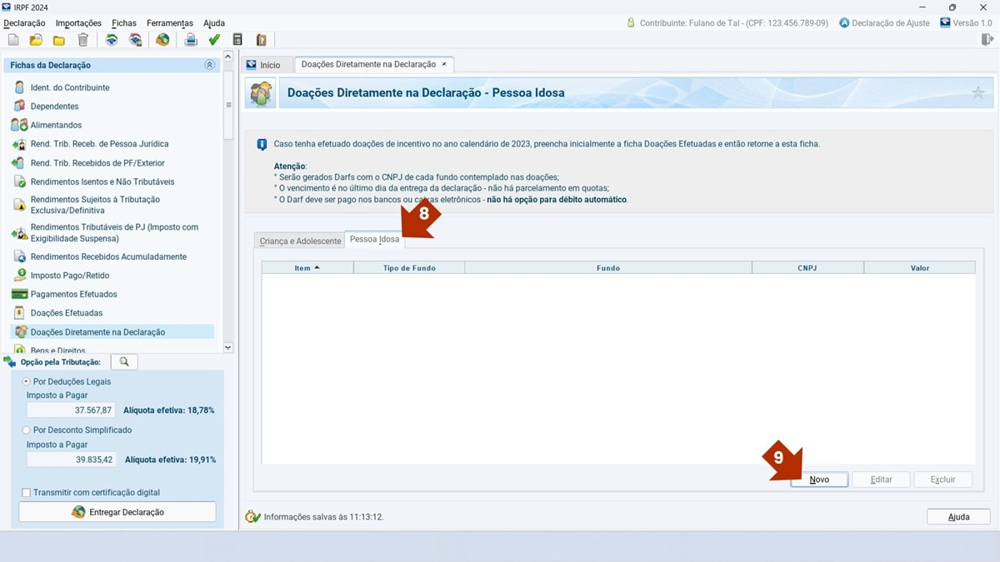 IRPF 2024
Declaração Importações Fichas Ferramentas Ajuda
Contribuinte: Fulano de Tal - (CPF: 123.456.789-09) Declaração de Ajuste Versão 1.0
Fichas da Declaração
Ident. do Contribuinte
Dependentes
Alimentandos
Rend. Trib. Receb. de Pessoa Jurídica
Rend. Trib. Recebidos de PF/Exterior
Rendimentos Isentos e Não Tributáveis
Rendimentos Sujeitos à Tributação
Exclusiva/Definitiva
Rendimentos Tributáveis de PJ (Imposto com
Exigibilidade Suspensa)
Rendimentos Recebidos Acumuladamente
Imposto Pago/Retido
Pagamentos Efetuados
Doações Efetuadas
Doações Diretamente na Declaração
Bens e Direitos
Opção pela Tributação:
Por Deduções Legais
Imposto a Pagar
37.567,87 Alíquota efetiva: 18,78%
Por Desconto Simplificado
Imposto a Pagar
39.835,42 Alíquota efetiva: 19,91%
Transmitir com certificação digital
Entregar Declaração
Início Doações Diretamente na Declaração ×
Doações Diretamente na Declaração - Pessoa Idosa
Caso tenha efetuado doações de incentivo no ano calendário de 2023, preencha inicialmente a ficha Doações Efetuadas e então retorne a esta ficha.
Atenção:
* Serão gerados Darfs com o CNPJ de cada fundo contemplado nas doações;
* O vencimento é no último dia da entrega da declaração - não há parcelamento em quotas;
* O Darf deve ser pago nos bancos ou caixas eletrônicos - não há opção para débito automático.
8
Criança e Adolescente Pessoa Idosa
Item Tipo de Fundo Fundo CNPJ Valor
9
Novo Editar Excluir
Informações salvas às 11:13:12.
Ajuda